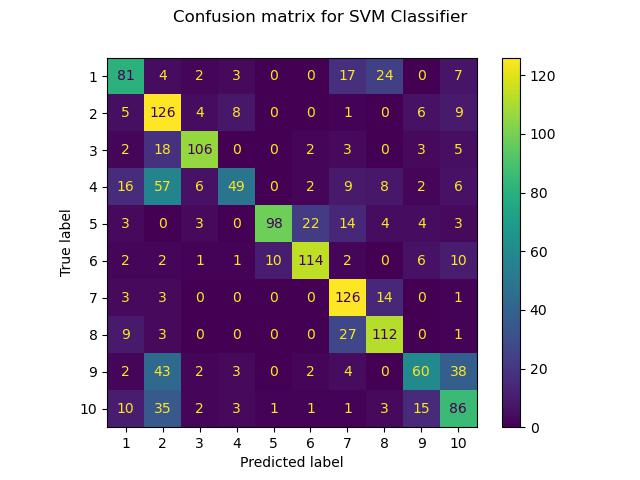 Confusion matrix for SVM Classifier
1 81 4 2 3 0 0 17 24 0 7
2 5 126 4 8 0 0 1 0 6 9
3 2 18 106 0 0 2 3 0 3 5
4 16 57 6 49 0 2 9 8 2 6
5 3 0 3 0 98 22 14 4 4 3
6 2 2 1 1 10 114 2 0 6 10
7 3 3 0 0 0 0 126 14 0 1
8 9 3 0 0 0 0 27 112 0 1
9 2 43 2 3 0 2 4 0 60 38
10 10 35 2 3 1 1 1 3 15 86
1 2 3 4 5 6 7 8 9 10
True label
Predicted label
120
100
80
60
40
20
0